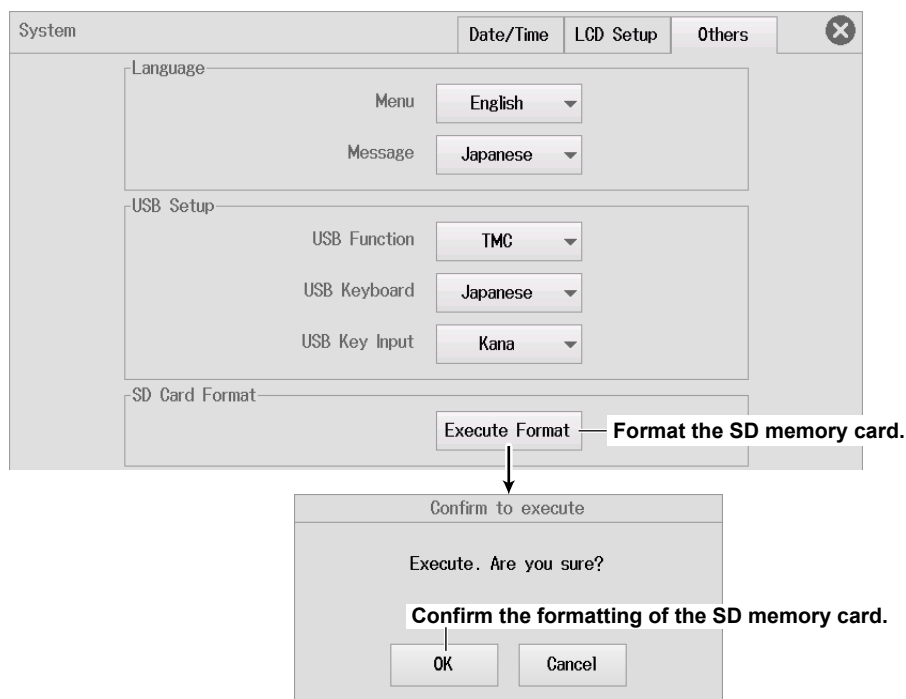 System
Date/Time
LCD Setup
Others
Language
Menu
English
Message
Japanese
USB Setup
USB Function
TMC
USB Keyboard
Japanese
USB Key Input
Kana
SD Card Format
Execute Format
Format the SD memory card.
Confirm to execute
Execute. Are you sure?
Confirm the formatting of the SD memory card.
OK
Cancel